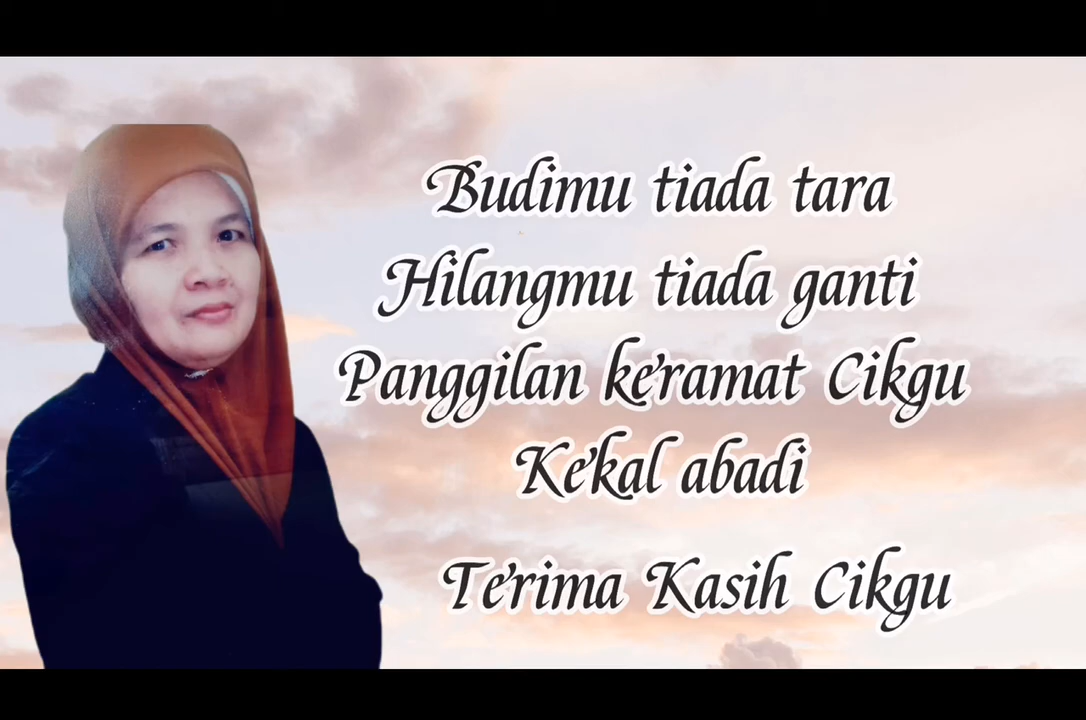 Budimu tiada tara
Hilangmu tiada ganti
Panggilan keramat Cikgu
Kekal abadi
Terima Kasih Cikgu